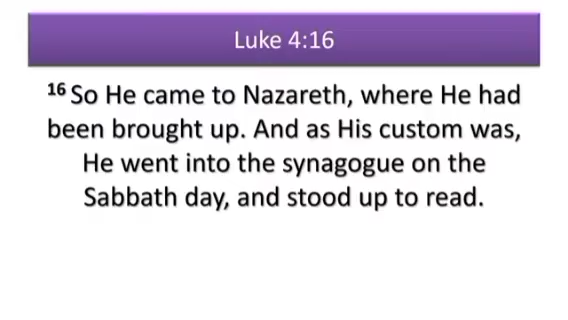 Luke 4:16
16 So He came to Nazareth, where He had
been brought up. And as His custom was,
He went into the synagogue on the
Sabbath day, and stood up to read.